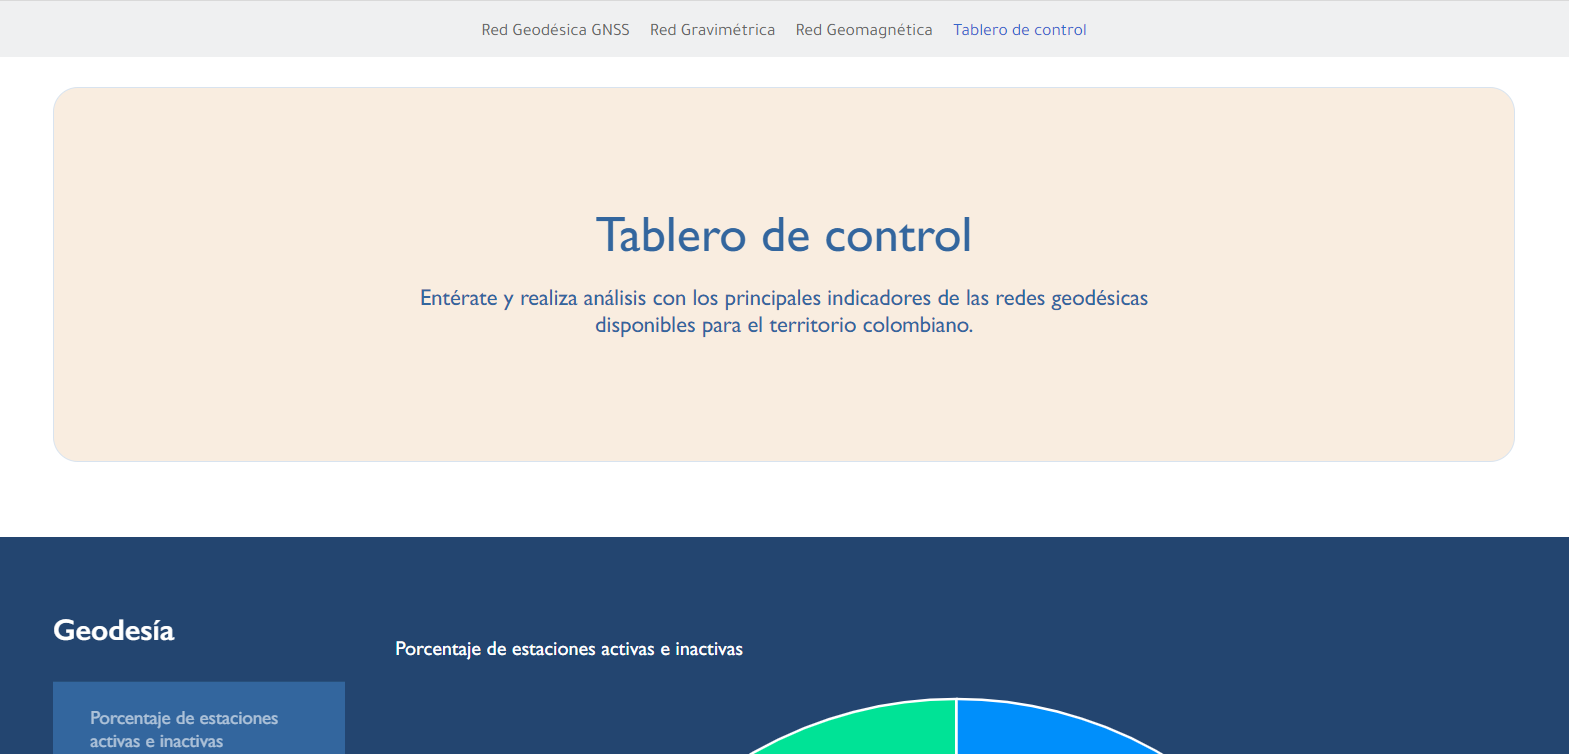 Red Geodésica GNSS Red Gravimétrica Red Geomagnética Tablero de control
Tablero de control
Entérate y realiza análisis con los principales indicadores de las redes geodésicas
disponibles para el territorio colombiano.
Geodesía
Porcentaje de estaciones activas e inactivas
Porcentaje de estaciones
activas e inactivas